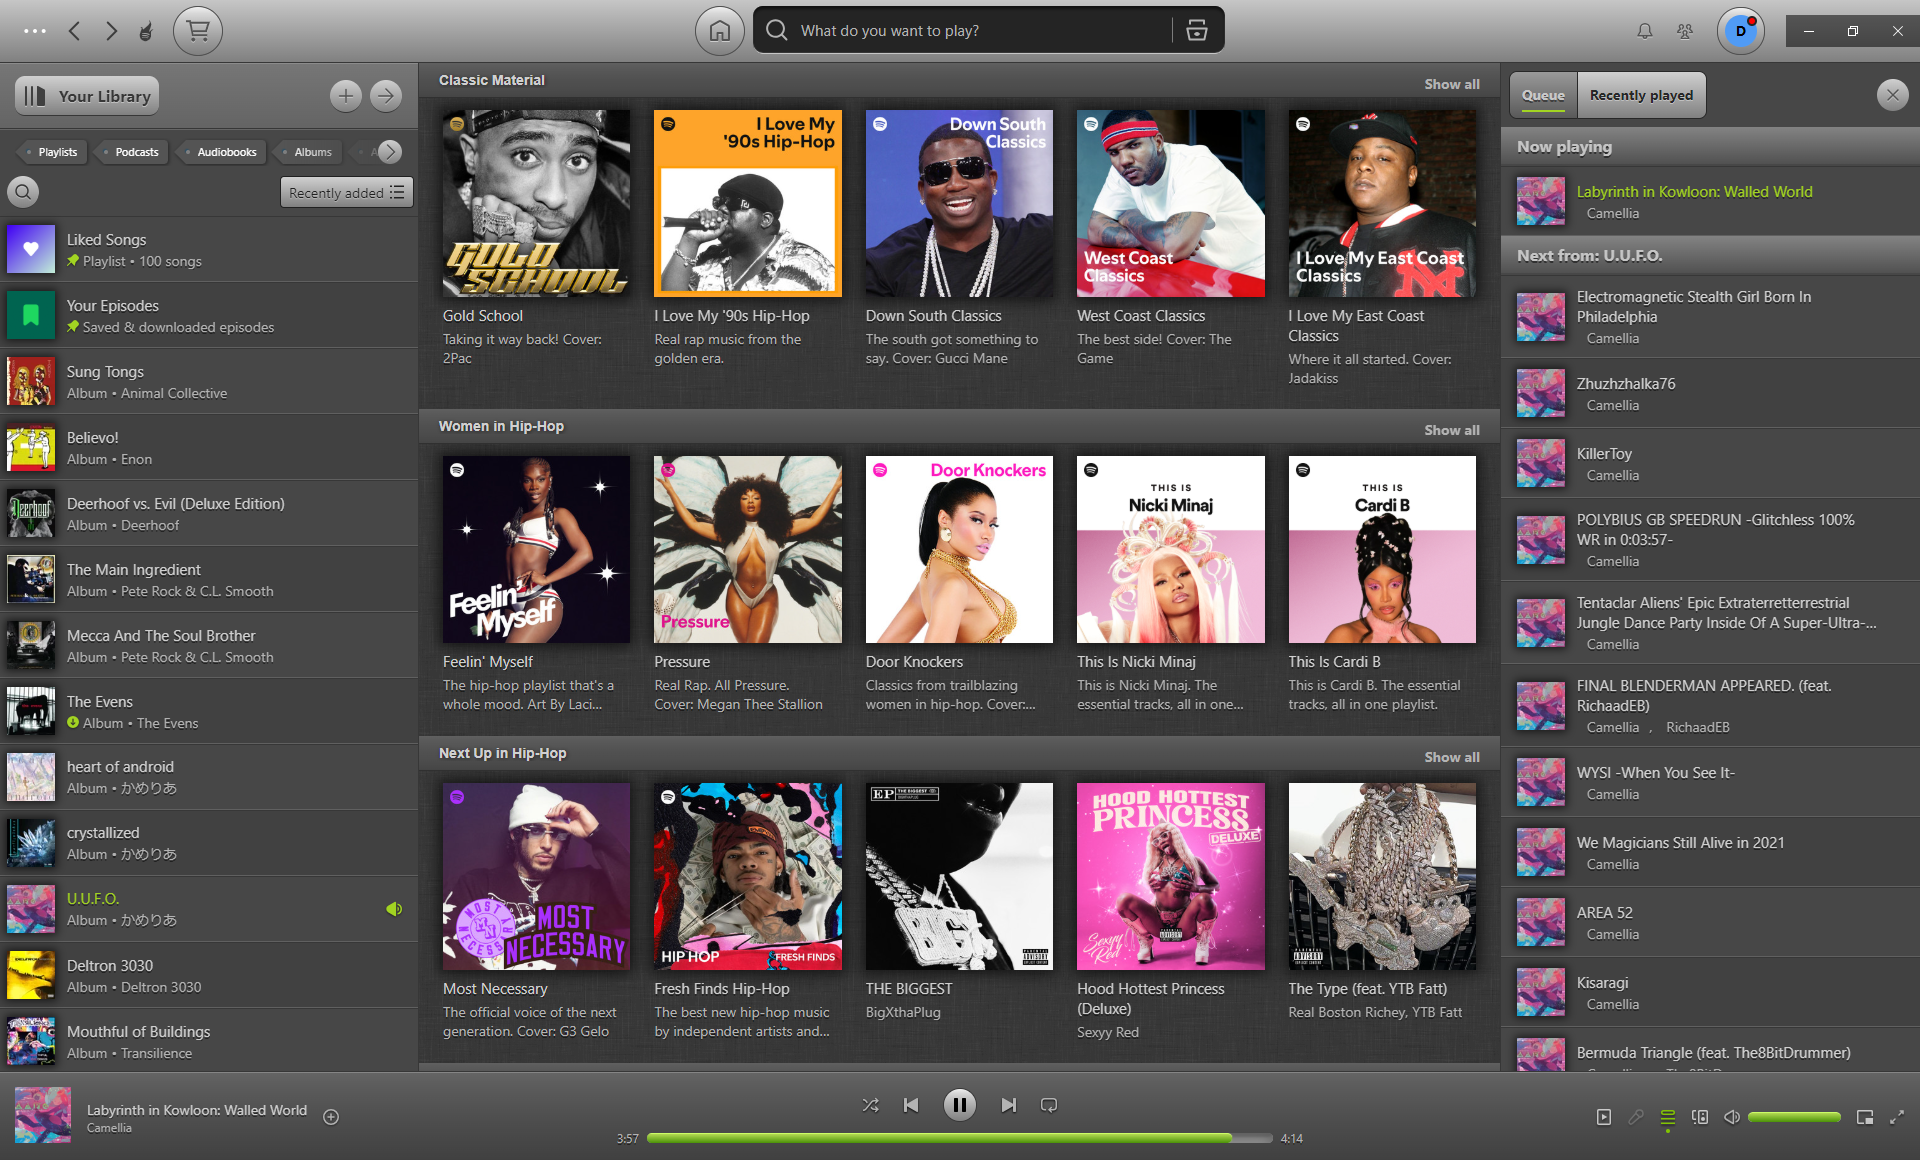 What do you want to play?
D
Your Library
Playlists
Podcasts
Audiobooks
Albums
A
Recently added
Liked Songs
Playlist • 100 songs
Your Episodes
Saved & downloaded episodes
Sung Tongs
Album • Animal Collective
Believo!
Album • Enon
Deerhoof vs. Evil (Deluxe Edition)
Album • Deerhoof
The Main Ingredient
Album • Pete Rock & C.L. Smooth
Mecca And The Soul Brother
Album • Pete Rock & C.L. Smooth
The Evens
Album • The Evens
heart of android
Album • かめりあ
crystallized
Album • かめりあ
U.U.F.O.
Album • かめりあ
Deltron 3030
Album • Deltron 3030
Mouthful of Buildings
Album • Transilience
Classic Material
Show all
GOLD
SCHOOL
I Love My
'90s Hip-Hop
Down South
Classics
West Coast
Classics
I Love My East Coast
Classics
Gold School
Taking it way back! Cover:
2Pac
I Love My '90s Hip-Hop
Real rap music from the
golden era.
Down South Classics
The south got something to
say. Cover: Gucci Mane
West Coast Classics
The best side! Cover: The
Game
I Love My East Coast
Classics
Where it all started. Cover:
Jadakiss
Women in Hip-Hop
Show all
Feelin'
Myself
Pressure
Door Knockers
THIS IS
Nicki Minaj
THIS IS
Cardi B
Feelin' Myself
The hip-hop playlist that's a
whole mood. Art By Laci...
Pressure
Real Rap. All Pressure.
Cover: Megan Thee Stallion
Door Knockers
Classics from trailblazing
women in hip-hop. Cover:...
This Is Nicki Minaj
This is Nicki Minaj. The
essential tracks, all in one...
This Is Cardi B
This is Cardi B. The essential
tracks, all in one playlist.
Next Up in Hip-Hop
Show all
MOST
NECESSARY
HIP HOP
FRESH FINDS
EP
THE BIGGEST
HOOD HOTTEST
PRINCESS
DELUXE
Sexyy
Red
Most Necessary
The official voice of the next
generation. Cover: G3 Gelo
Fresh Finds Hip-Hop
The best new hip-hop music
by independent artists and...
THE BIGGEST
BigXthaPlug
Hood Hottest Princess
(Deluxe)
Sexyy Red
The Type (feat. YTB Fatt)
Real Boston Richey, YTB Fatt
Queue
Recently played
Now playing
Labyrinth in Kowloon: Walled World
Camellia
Next from: U.U.F.O.
Electromagnetic Stealth Girl Born In
Philadelphia
Camellia
Zhuzhzhalka76
Camellia
KillerToy
Camellia
POLYBIUS GB SPEEDRUN -Glitchless 100%
WR in 0:03:57-
Camellia
Tentaclar Aliens' Epic Extraterretterrestrial
Jungle Dance Party Inside Of A Super-Ultra-...
Camellia
FINAL BLENDERMAN APPEARED. (feat.
RichaadEB)
Camellia , RichaadEB
WYSI -When You See It-
Camellia
We Magicians Still Alive in 2021
Camellia
AREA 52
Camellia
Kisaragi
Camellia
Bermuda Triangle (feat. The8BitDrummer)
Labyrinth in Kowloon: Walled World
Camellia
3:57
4:14